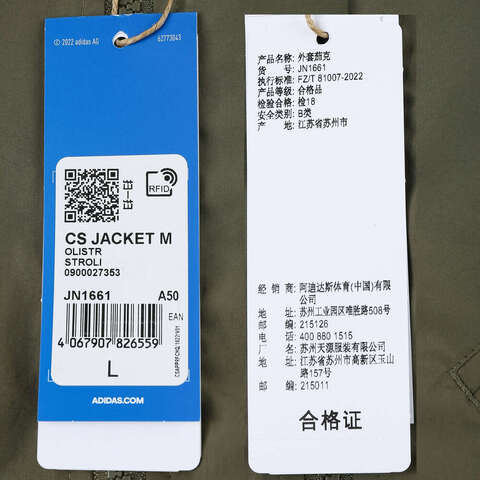 © 2022 adidas AG
62773043
RFID
CS JACKET M
OLISTR
STROLI
0900027353
JN1661
A50
EAN
4 067907 826559
L
ADIDAS.COM
产品名称: 外套茄克
货 号: JN1661
执行标准: FZ/T 81007-2022
产品等级: 合格品
检验合格: 检18
安全类别: B类
产 地: 江苏省苏州市
经 销 商: 阿迪达斯体育(中国)有限
公司
地 址: 苏州工业园区唯胜路508号
邮 编: 215126
电 话: 400 880 1515
厂 名: 苏州天源服装有限公司
地 址: 江苏省苏州市高新区玉山
路157号
邮 编: 215011
合格证